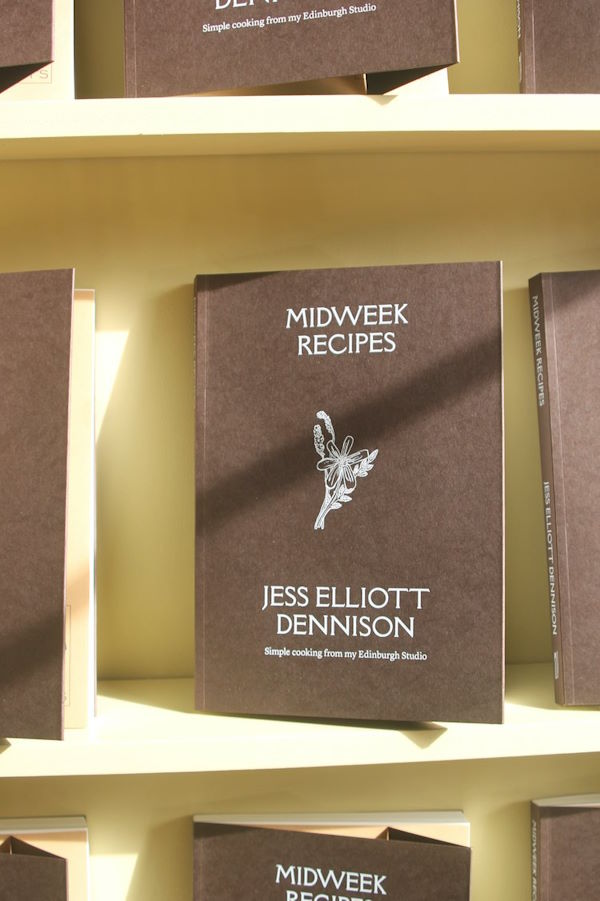 Simple cooking from my Edinburgh Studio
MIDWEEK
RECIPES
JESS ELLIOTT
DENNISON
Simple cooking from my Edinburgh Studio
MIDWEEK RECIPES
JESS ELLIOTT DENNISON
MIDWEEK
RECIPES